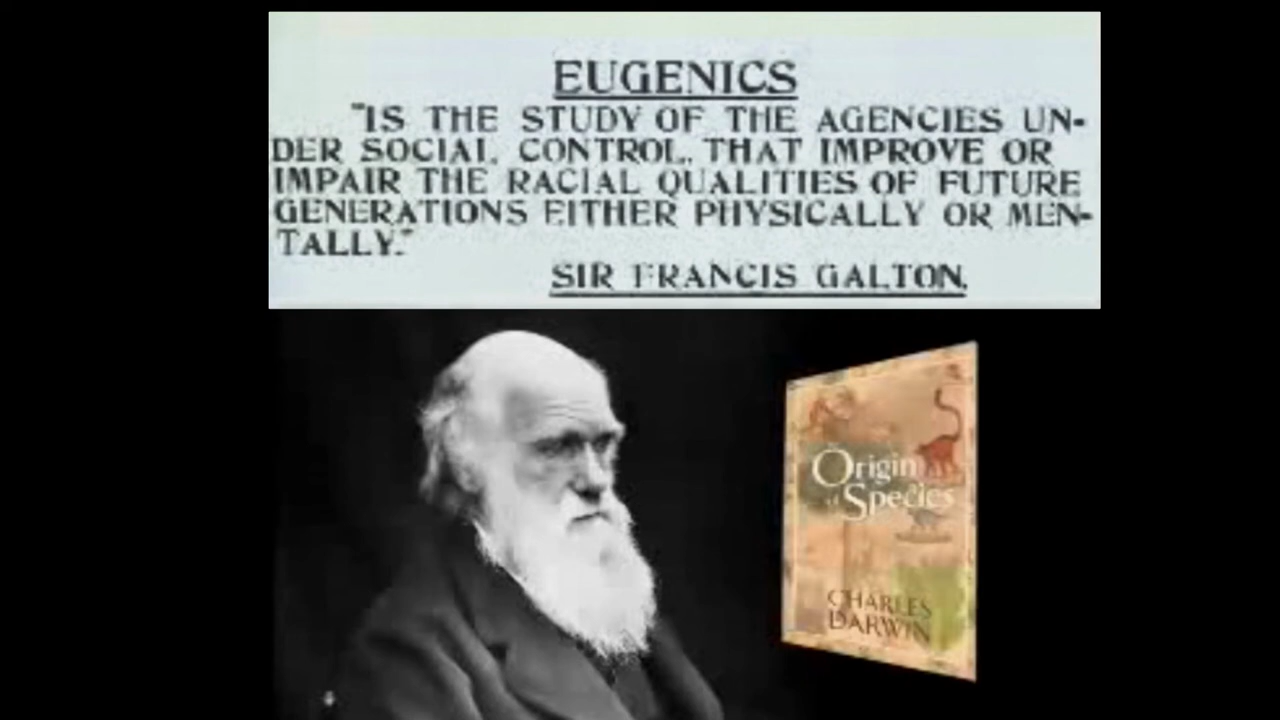 EUGENICS
"IS THE STUDY OF THE AGENCIES UN-
DER SOCIAL CONTROL, THAT IMPROVE OR
IMPAIR THE RACIAL QUALITIES OF FUTURE
GENERATIONS EITHER PHYSICALLY OR MEN-
TALLY."
SIR FRANCIS GALTON.
Origin
of Species
CHARLES
DARWIN